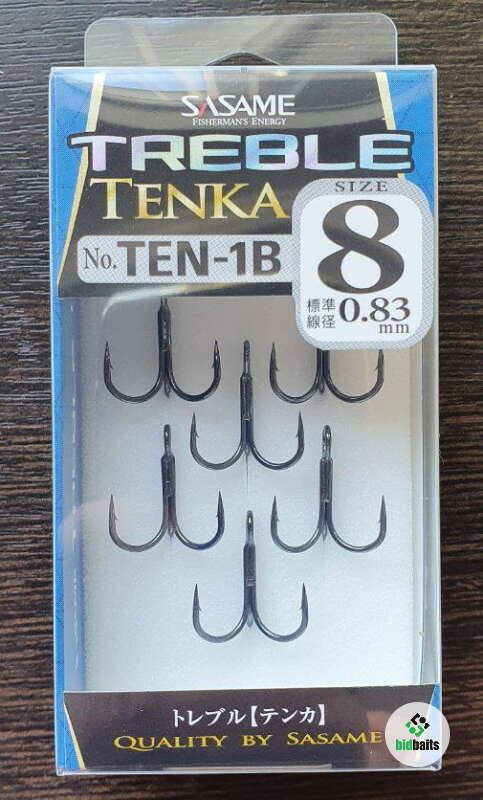 SASAME
FISHERMAN'S ENERGY
TREBLE
TENKA
No. TEN-1B
SIZE
8
標準
線径 0.83
mm
トレブル【テンカ】
QUALITY BY SASAME
bidbaits